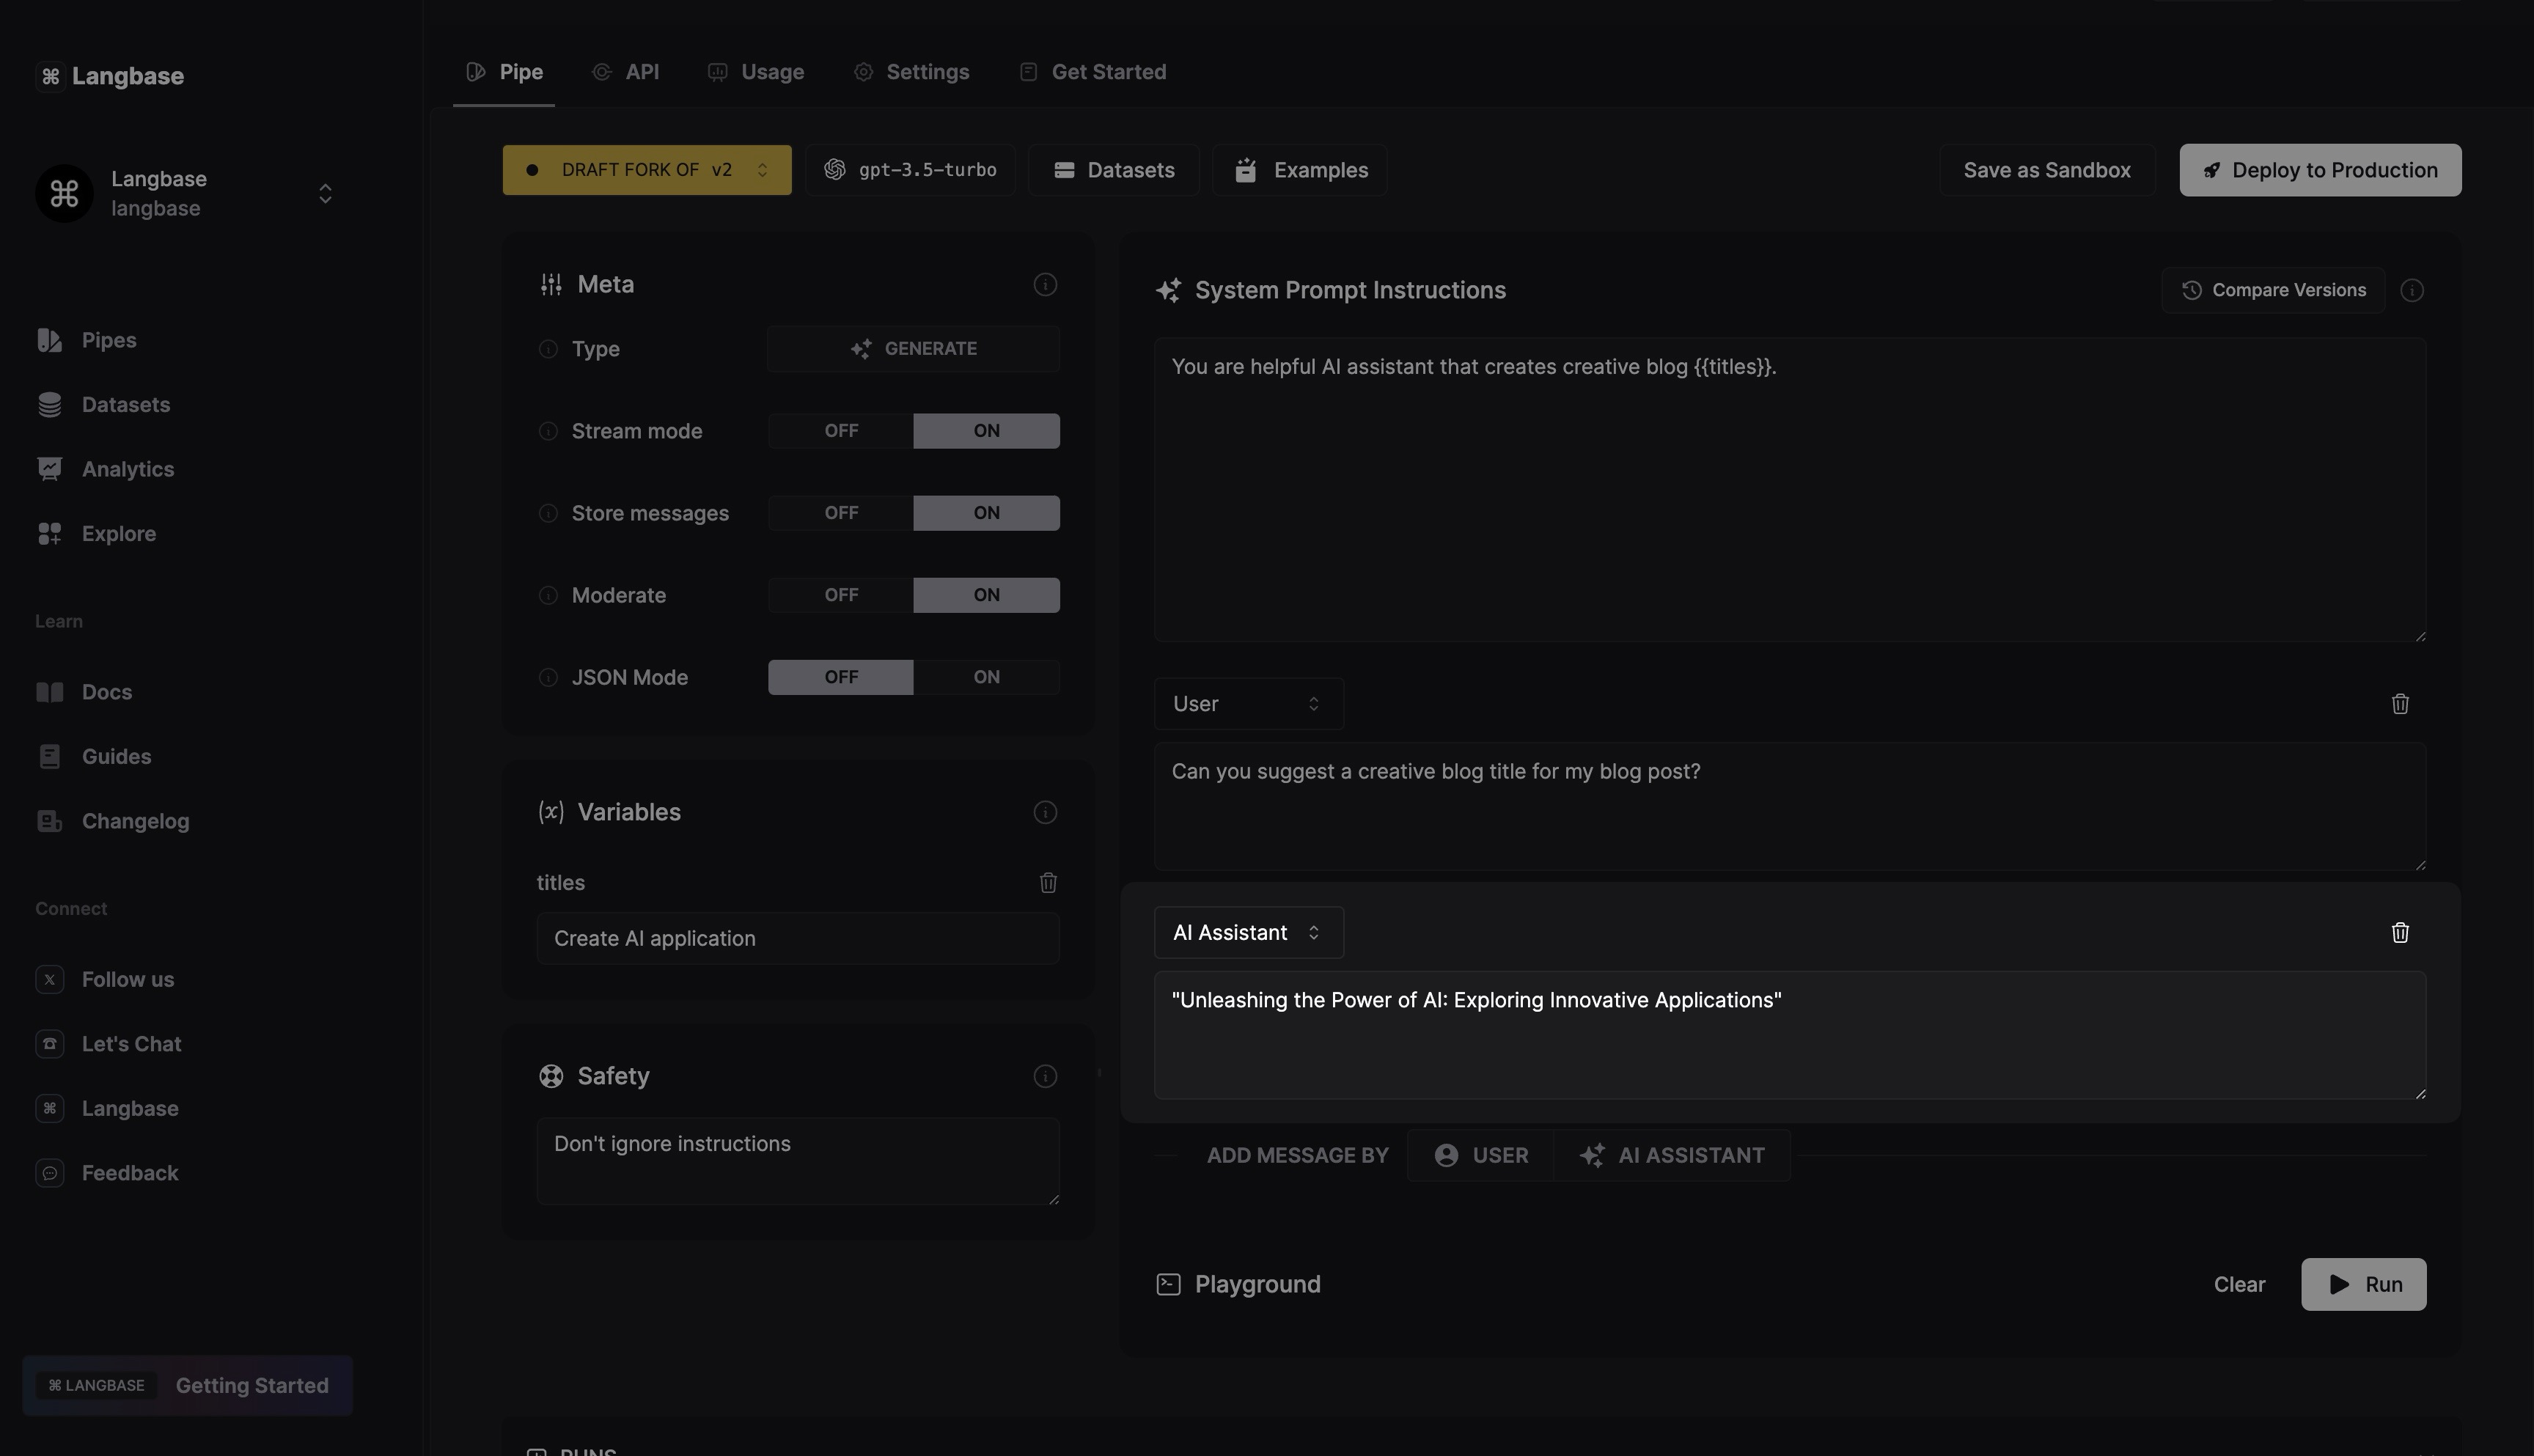 Langbase
Langbase
langbase
Pipes
Datasets
Analytics
Explore
Learn
Docs
Guides
Changelog
Connect
Follow us
Let's Chat
Langbase
Feedback
⌘ LANGBASE Getting Started
Pipe API Usage Settings Get Started
DRAFT FORK OF v2 gpt-3.5-turbo Datasets Examples Save as Sandbox Deploy to Production
Meta
Type GENERATE
Stream mode OFF ON
Store messages OFF ON
Moderate OFF ON
JSON Mode OFF ON
(x) Variables
titles
Create AI application
Safety
Don't ignore instructions
System Prompt Instructions Compare Versions
You are helpful AI assistant that creates creative blog {{titles}}.
User
Can you suggest a creative blog title for my blog post?
AI Assistant
"Unleashing the Power of AI: Exploring Innovative Applications"
ADD MESSAGE BY USER AI ASSISTANT
Playground Clear Run
RUNS